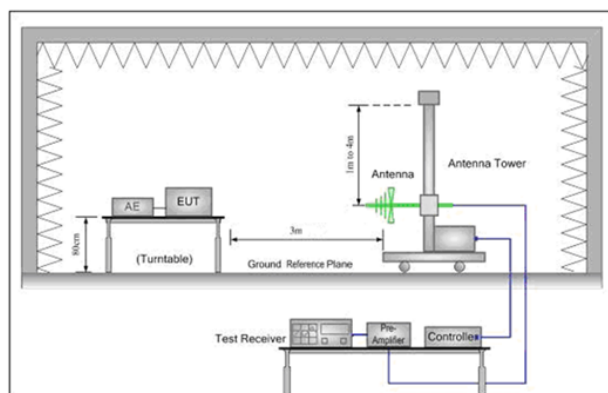 1m to 4m
Antenna
Antenna Tower
AE
EUT
80cm
(Turntable)
3m
Ground Reference Plane
Test Receiver
Pre-
Amplifier
Controller